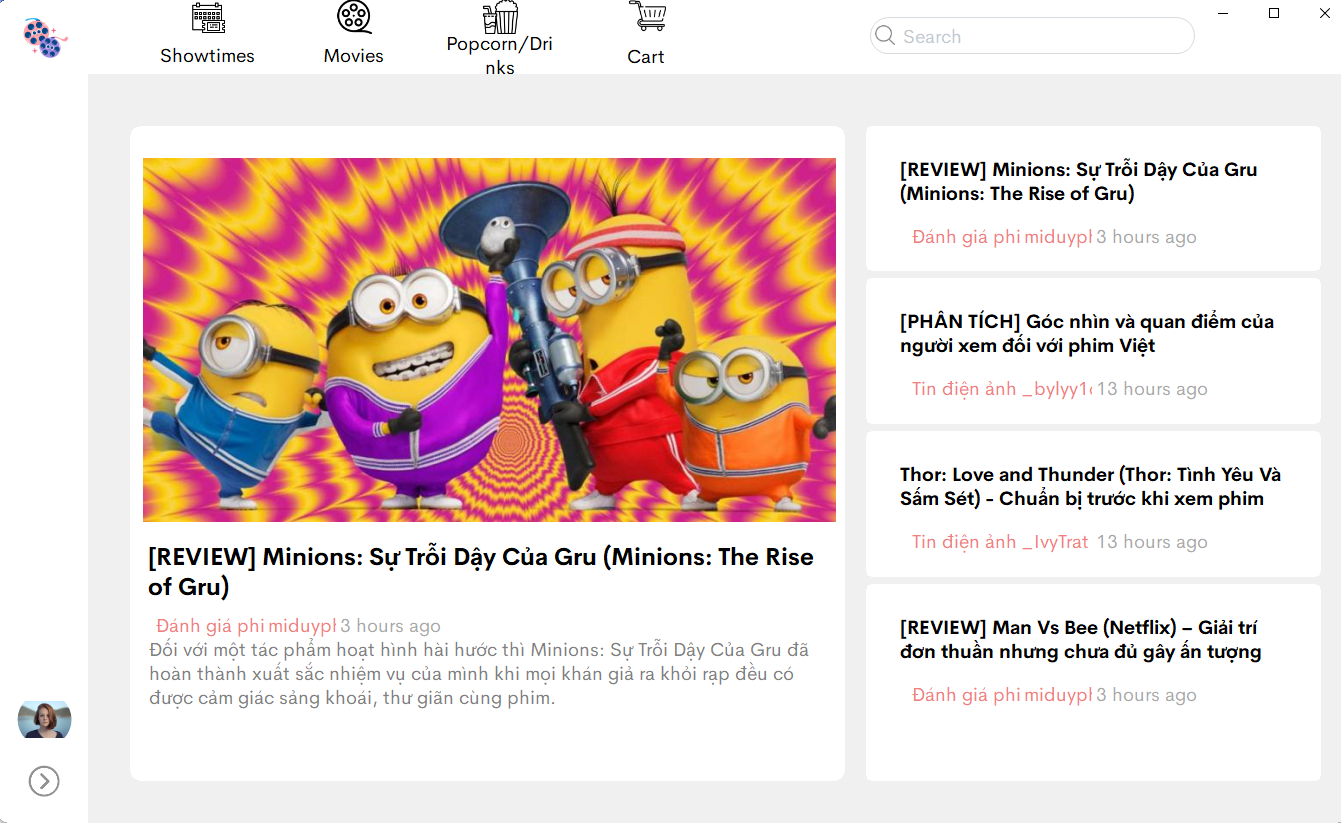 Showtimes
Movies
Popcorn/Dri
nks
Cart
Search
[REVIEW] Minions: Sự Trỗi Dậy Của Gru (Minions: The Rise
of Gru)
Đánh giá phi miduypl 3 hours ago
Đối với một tác phẩm hoạt hình hài hước thì Minions: Sự Trỗi Dậy Của Gru đã
hoàn thành xuất sắc nhiệm vụ của mình khi mọi khán giả ra khỏi rạp đều có
được cảm giác sảng khoái, thư giãn cùng phim.
[REVIEW] Minions: Sự Trỗi Dậy Của Gru
(Minions: The Rise of Gru)
Đánh giá phi miduypl 3 hours ago
[PHÂN TÍCH] Góc nhìn và quan điểm của
người xem đối với phim Việt
Tin điện ảnh _bylyy1 13 hours ago
Thor: Love and Thunder (Thor: Tình Yêu Và
Sấm Sét) - Chuẩn bị trước khi xem phim
Tin điện ảnh _IvyTrat 13 hours ago
[REVIEW] Man Vs Bee (Netflix) – Giải trí
đơn thuần nhưng chưa đủ gây ấn tượng
Đánh giá phi miduypl 3 hours ago